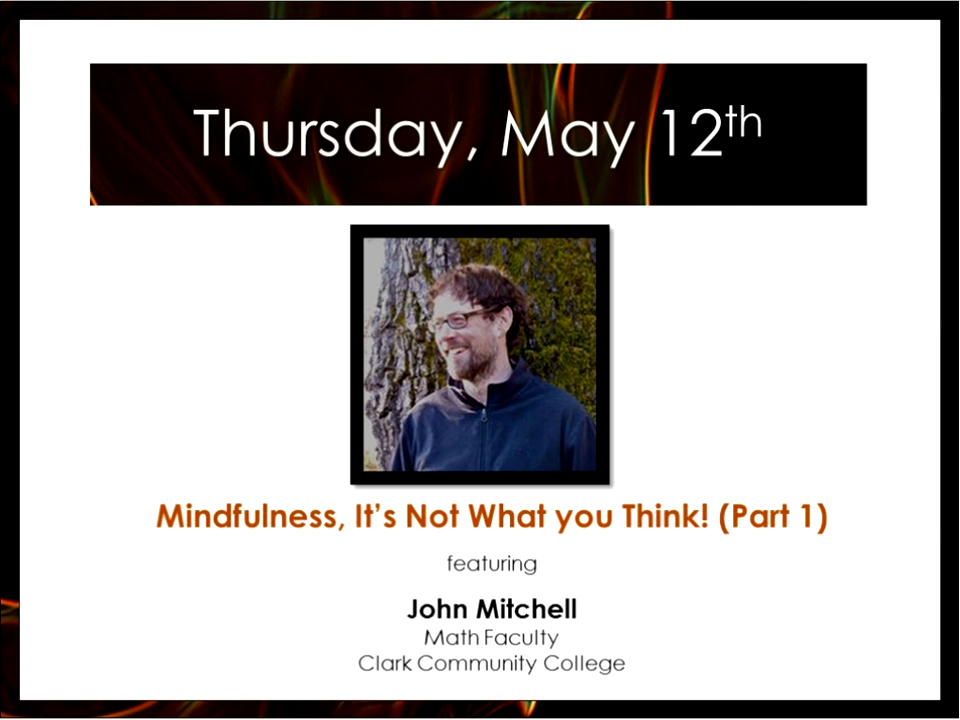 Thursday, May 12th
Mindfulness, It's Not What you Think! (Part 1)
featuring
John Mitchell
Math Faculty
Clark Community College